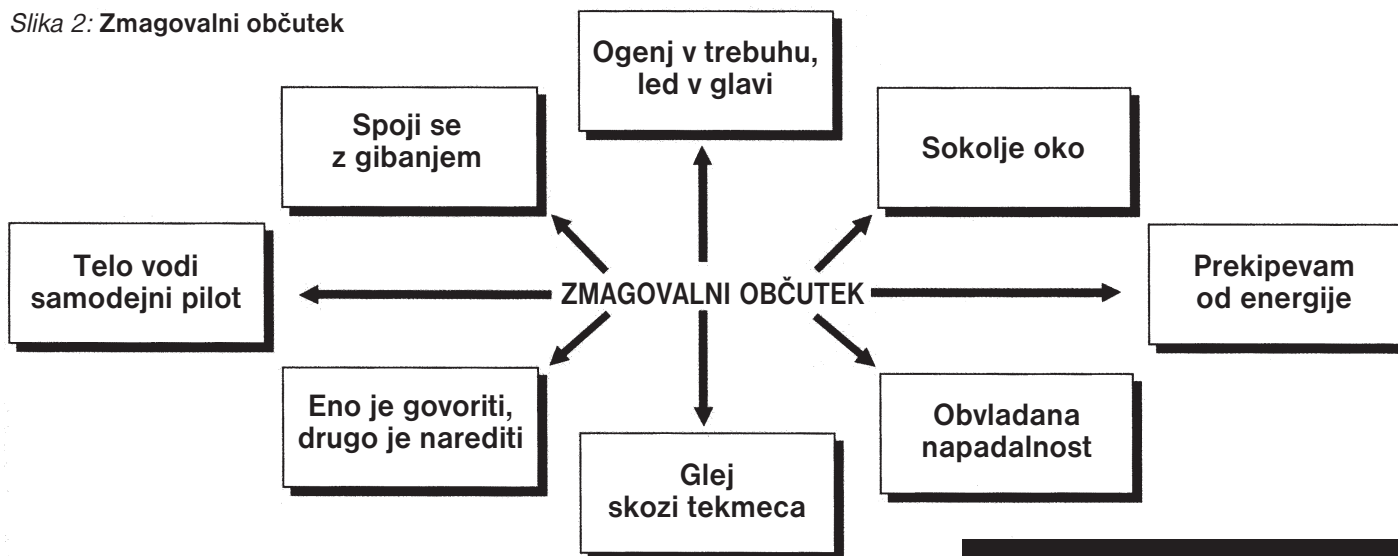 Slika 2: Zmagovalni občutek
Ogenj v trebuhu,
led v glavi
Spoji se
z gibanjem
Sokolje oko
Telo vodi
samodejni pilot
ZMAGOVALNI OBČUTEK
Prekipevam
od energije
Eno je govoriti,
drugo je narediti
Glej
skozi tekmeca
Obvladana
napadalnost